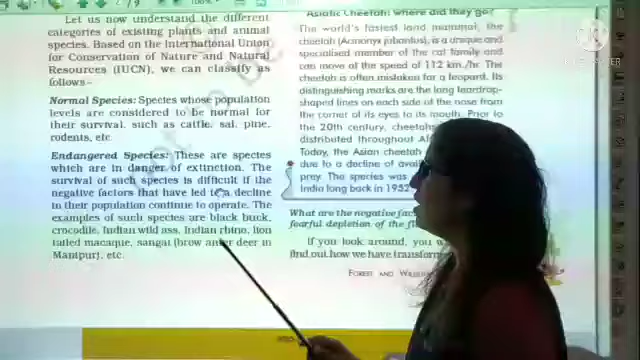 Let us now understand the different
categories of existing plants and animal
species. Based on the International Union
for Conservation of Nature and Natural
Resources (IUCN), we can classify as
follows –
Normal Species: Species whose population
levels are considered to be normal for
their survival, such as cattle, sal, pine,
rodents, etc.
Endangered Species: These are species
which are in danger of extinction. The
survival of such species is difficult if the
negative factors that have led to a decline
in their population continue to operate. The
examples of such species are black buck,
crocodile, Indian wild ass, Indian rhino, lion
tailed macaque, sangai (brow anter deer in
Manipur), etc.
Asiatic Cheetah: where did they go?
The world's fastest land mammal, the
cheetah (Acinonyx jubantus), is a unique and
specialised member of the cat family and
can move at the speed of 112 km./hr. The
cheetah is often mistaken for a leopard. Its
distinguishing marks are the long teardrop-
shaped lines on each side of the nose from
the corner of its eyes to its mouth. Prior to
the 20th century, cheetahs
distributed throughout
Today, the Asian cheetah
due to a decline of
prey. The species was
India long back in 1952
What are the negative
fearful depletion of the
If you look around, you
find out how we have
FOREST AND